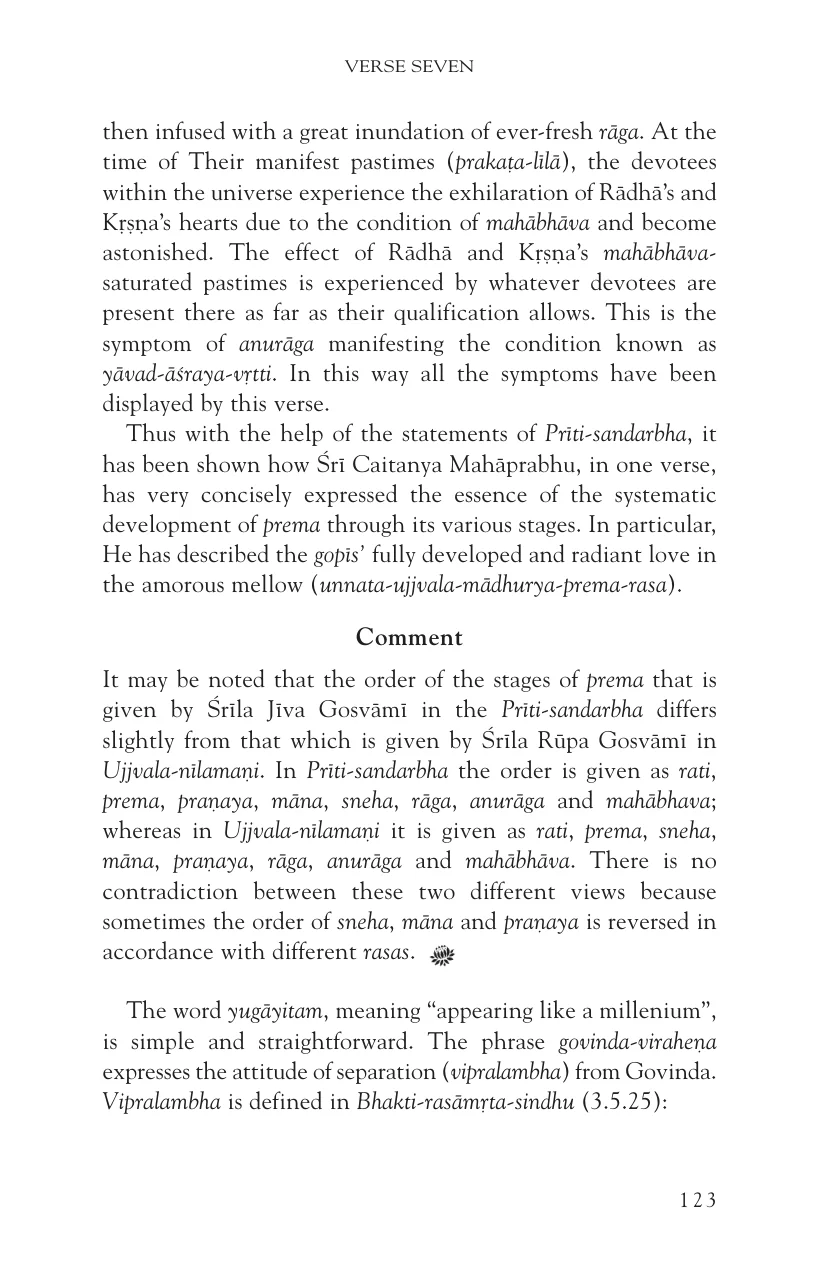 VERSE SEVEN
then infused with a great inundation of ever-fresh rāga. At the
time of Their manifest pastimes (prakaṭa-līlā), the devotees
within the universe experience the exhilaration of Rādhā’s and
Kṛṣṇa’s hearts due to the condition of mahābhāva and become
astonished. The effect of Rādhā and Kṛṣṇa’s mahābhāva-
saturated pastimes is experienced by whatever devotees are
present there as far as their qualification allows. This is the
symptom of anurāga manifesting the condition known as
yāvad-āśraya-vṛtti. In this way all the symptoms have been
displayed by this verse.
Thus with the help of the statements of Prīti-sandarbha, it
has been shown how Śrī Caitanya Mahāprabhu, in one verse,
has very concisely expressed the essence of the systematic
development of prema through its various stages. In particular,
He has described the gopīs’ fully developed and radiant love in
the amorous mellow (unnata-ujjvala-mādhurya-prema-rasa).
Comment
It may be noted that the order of the stages of prema that is
given by Śrīla Jīva Gosvāmī in the Prīti-sandarbha differs
slightly from that which is given by Śrīla Rūpa Gosvāmī in
Ujjvala-nīlamaṇi. In Prīti-sandarbha the order is given as rati,
prema, praṇaya, māna, sneha, rāga, anurāga and mahābhava;
whereas in Ujjvala-nīlamaṇi it is given as rati, prema, sneha,
māna, praṇaya, rāga, anurāga and mahābhāva. There is no
contradiction between these two different views because
sometimes the order of sneha, māna and praṇaya is reversed in
accordance with different rasas.
The word yugāyitam, meaning “appearing like a millenium”,
is simple and straightforward. The phrase govinda-viraheṇa
expresses the attitude of separation (vipralambha) from Govinda.
Vipralambha is defined in Bhakti-rasāmṛta-sindhu (3.5.25):
123